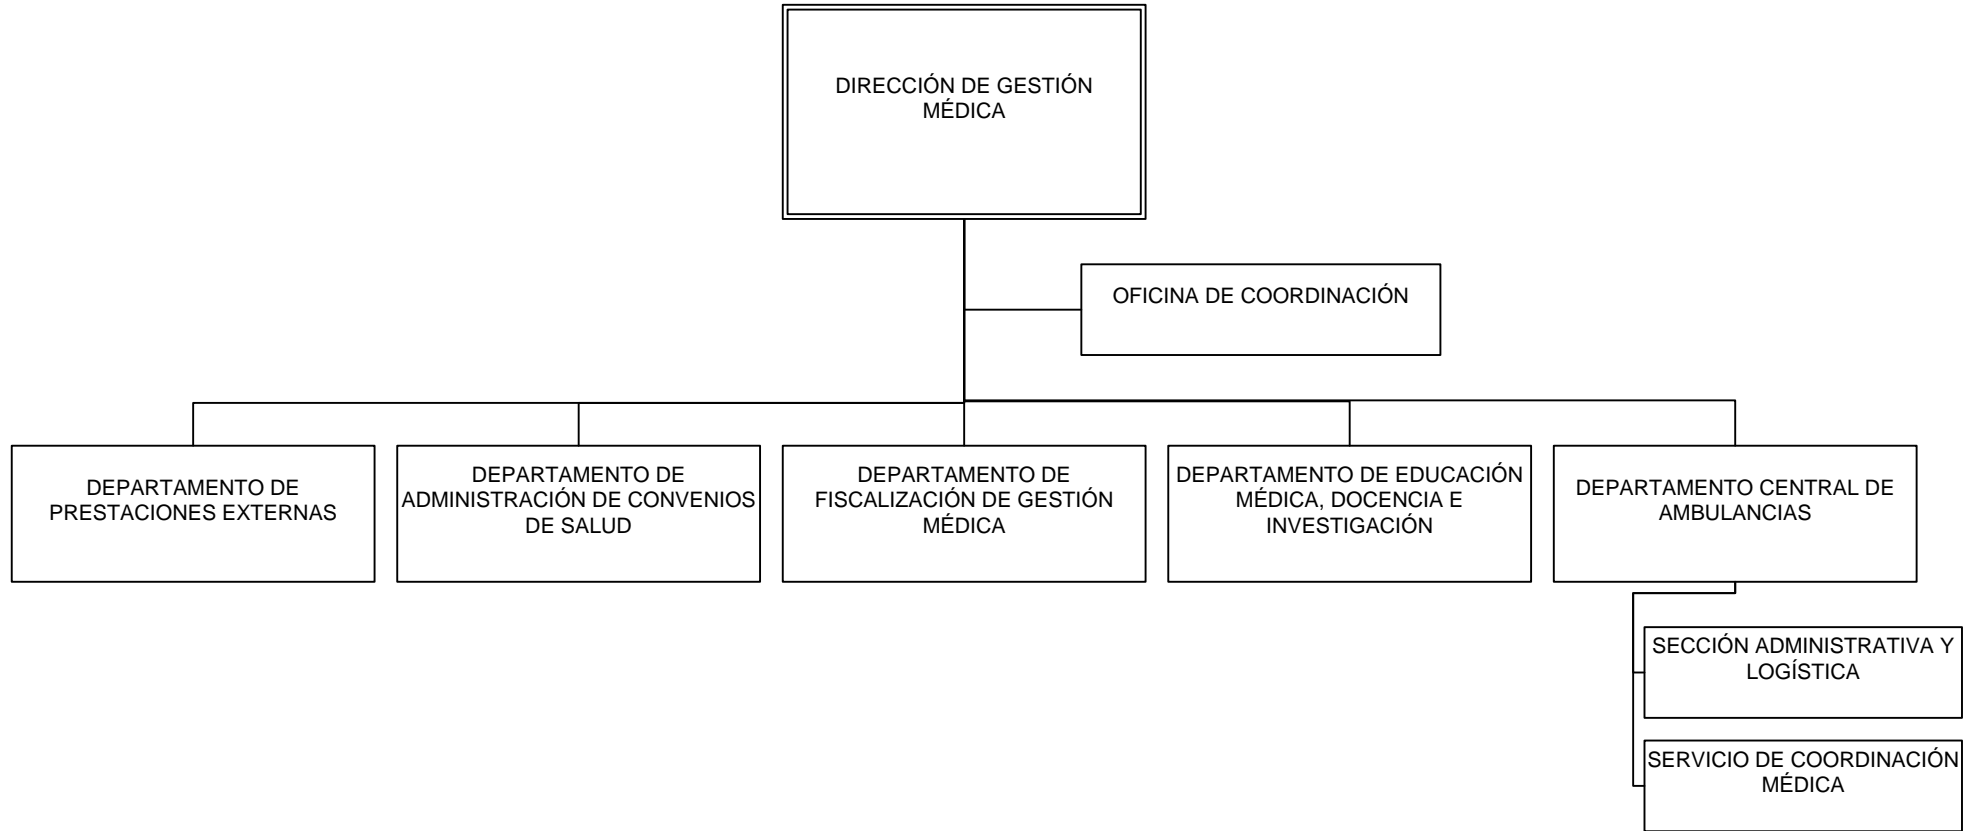 DIRECCIÓN DE GESTIÓN
MÉDICA
OFICINA DE COORDINACIÓN
DEPARTAMENTO DE
PRESTACIONES EXTERNAS
DEPARTAMENTO DE
ADMINISTRACIÓN DE CONVENIOS
DE SALUD
DEPARTAMENTO DE
FISCALIZACIÓN DE GESTIÓN
MÉDICA
DEPARTAMENTO DE EDUCACIÓN
MÉDICA, DOCENCIA E
INVESTIGACIÓN
DEPARTAMENTO CENTRAL DE
AMBULANCIAS
SECCIÓN ADMINISTRATIVA Y
LOGÍSTICA
SERVICIO DE COORDINACIÓN
MÉDICA